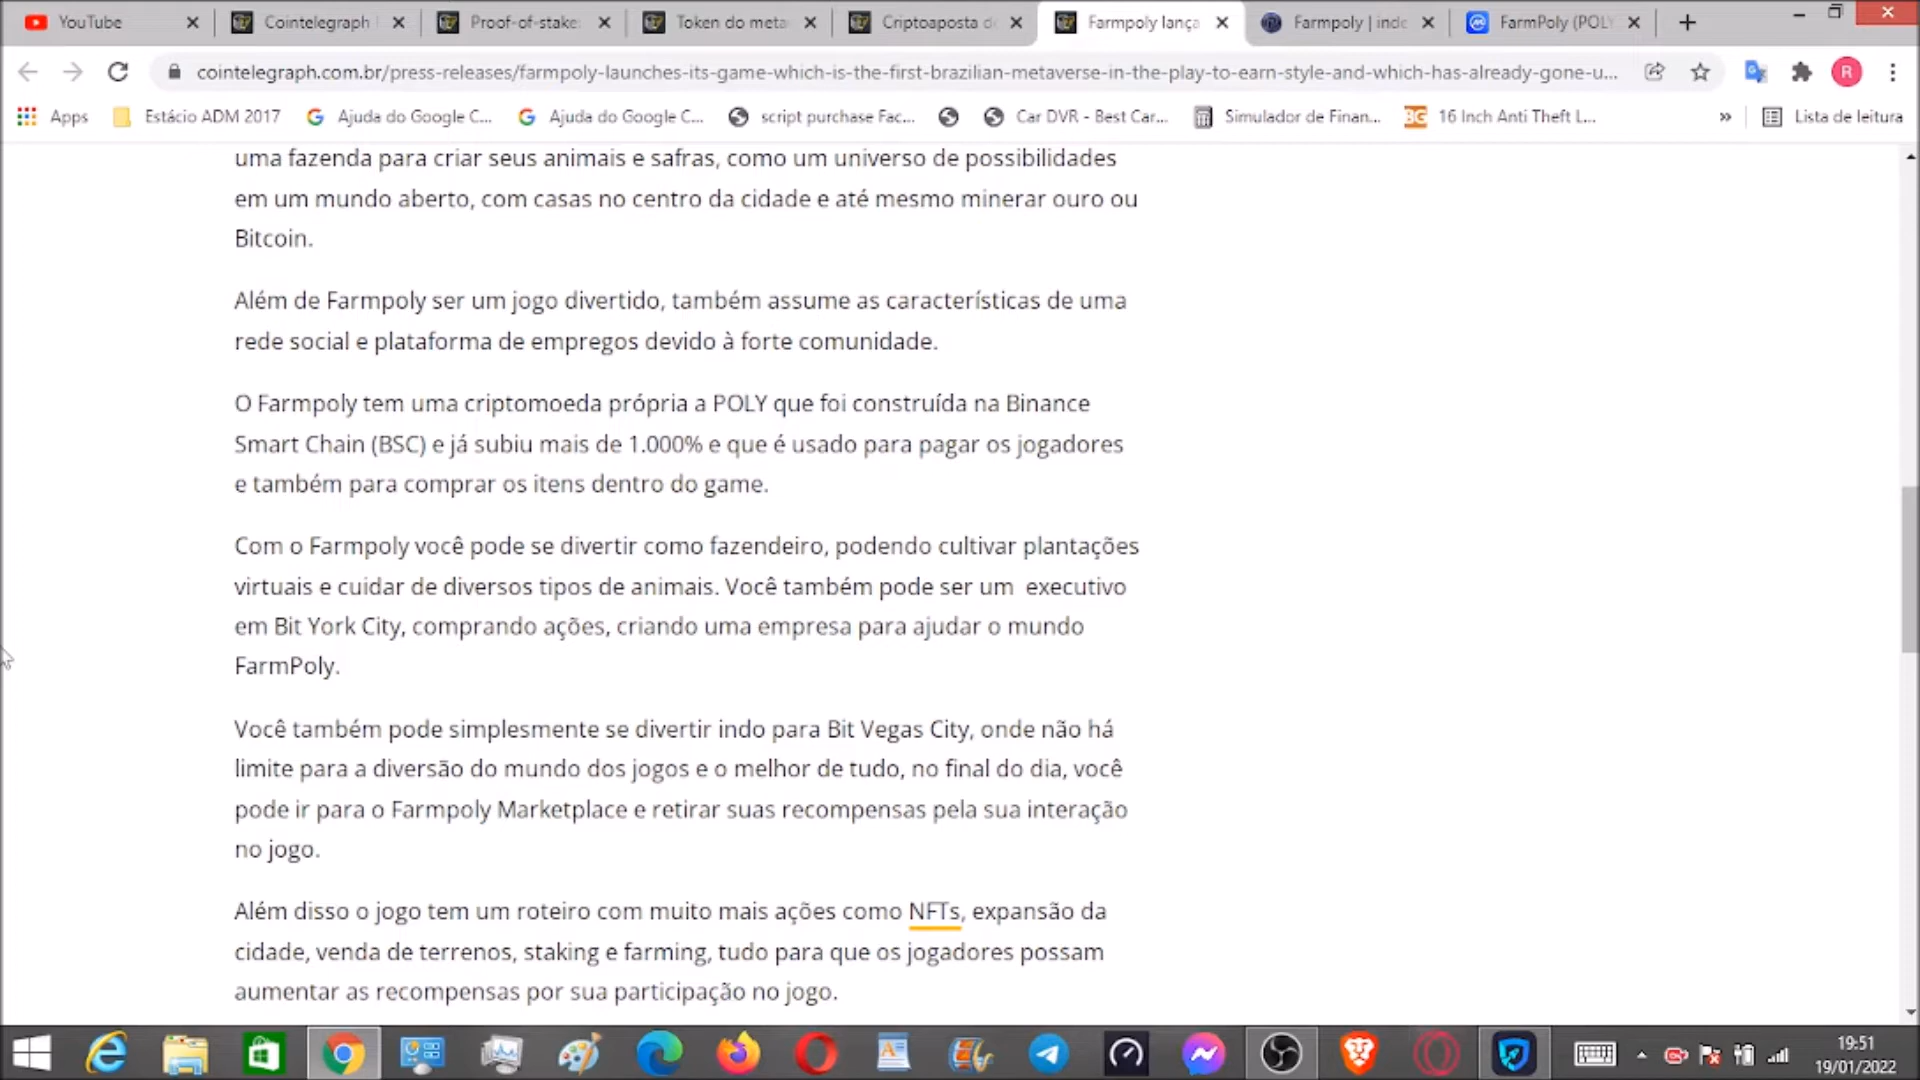 YouTube
Cointelegraph
Proof-of-stake
Token do meta
Criptoaposta d
Farmpoly lança
Farmpoly | ind
FarmPoly (POLY
cointelegraph.com.br/press-releases/farmpoly-launches-its-game-which-is-the-first-brazilian-metaverse-in-the-play-to-earn-style-and-which-has-already-gone-u...
R
Apps
Estácio ADM 2017
Ajuda do Google C...
Ajuda do Google C...
script purchase Fac...
Car DVR - Best Car...
Simulador de Finan...
BG
16 Inch Anti Theft L...
»
Lista de leitura
uma fazenda para criar seus animais e safras, como um universo de possibilidades
em um mundo aberto, com casas no centro da cidade e até mesmo minerar ouro ou
Bitcoin.
Além de Farmpoly ser um jogo divertido, também assume as características de uma
rede social e plataforma de empregos devido à forte comunidade.
O Farmpoly tem uma criptomoeda própria a POLY que foi construída na Binance
Smart Chain (BSC) e já subiu mais de 1.000% e que é usado para pagar os jogadores
e também para comprar os itens dentro do game.
Com o Farmpoly você pode se divertir como fazendeiro, podendo cultivar plantações
virtuais e cuidar de diversos tipos de animais. Você também pode ser um  executivo
em Bit York City, comprando ações, criando uma empresa para ajudar o mundo
FarmPoly.
Você também pode simplesmente se divertir indo para Bit Vegas City, onde não há
limite para a diversão do mundo dos jogos e o melhor de tudo, no final do dia, você
pode ir para o Farmpoly Marketplace e retirar suas recompensas pela sua interação
no jogo.
Além disso o jogo tem um roteiro com muito mais ações como NFTs, expansão da
cidade, venda de terrenos, staking e farming, tudo para que os jogadores possam
aumentar as recompensas por sua participação no jogo.
19:51
19/01/2022